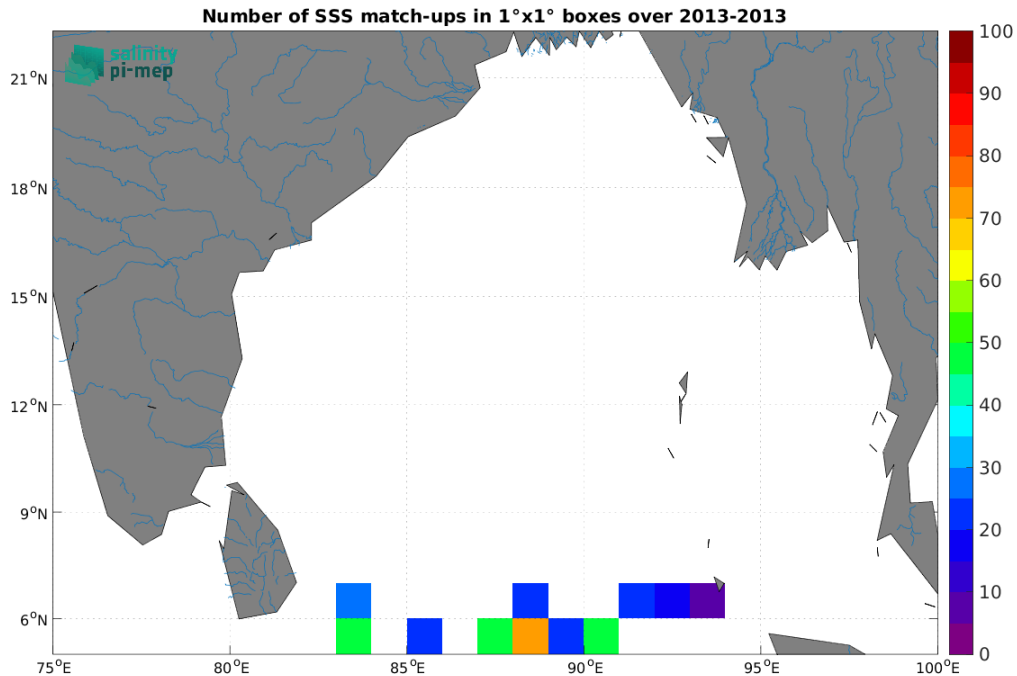 Number of SSS match-ups in 1°x1° boxes over 2013-2013
salinity
pi-mep
21°N
18°N
15°N
12°N
9°N
6°N
75°E
80°E
85°E
90°E
95°E
100°E
100
90
80
70
60
50
40
30
20
10
0